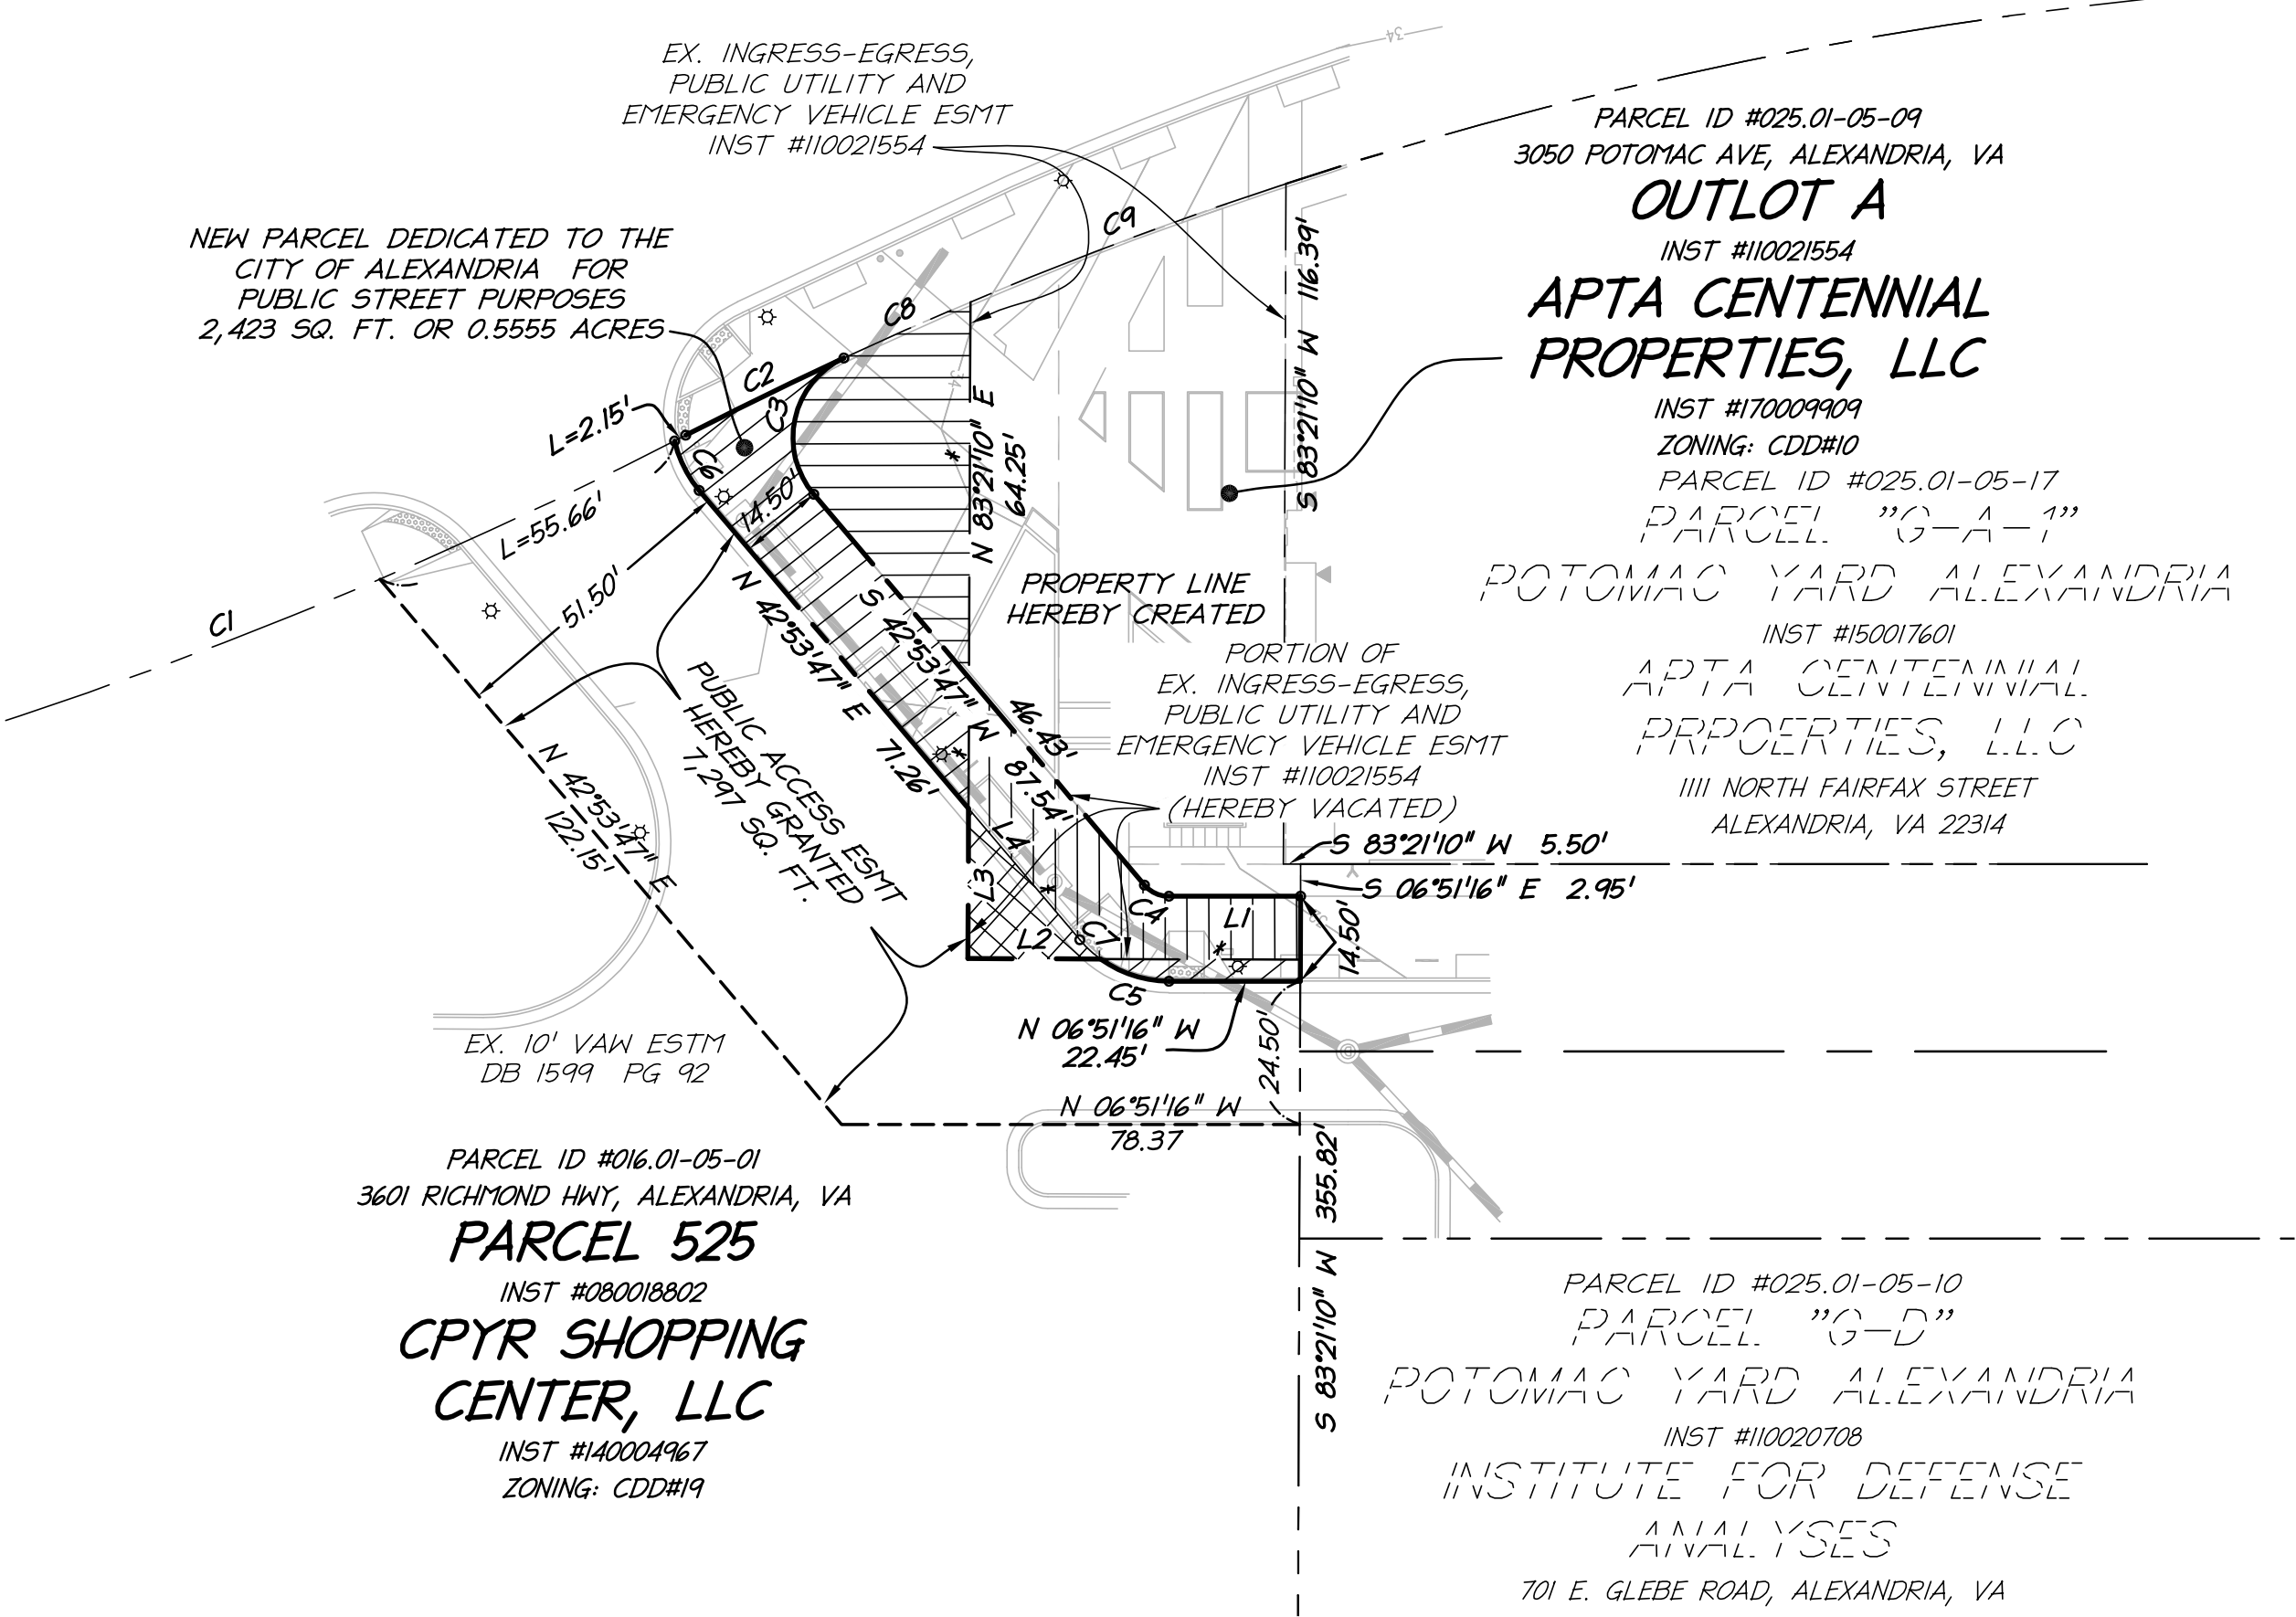 EX. INGRESS-EGRESS,
PUBLIC UTILITY AND
EMERGENCY VEHICLE ESMT
INST #110021554
34
PARCEL ID #025.01-05-09
3050 POTOMAC AVE, ALEXANDRIA, VA
OUTLOT A
INST #110021554
APTA CENTENNIAL
PROPERTIES, LLC
INST #170009909
ZONING: CDD#10
PARCEL ID #025.01-05-17
PARCEL "G-A-1"
POTOMAC YARD ALEXANDRIA
INST #150017601
APTA CENTENNIAL
PRPOERTIES, LLC
1111 NORTH FAIRFAX STREET
ALEXANDRIA, VA 22314
NEW PARCEL DEDICATED TO THE
CITY OF ALEXANDRIA FOR
PUBLIC STREET PURPOSES
2,423 SQ. FT. OR 0.5555 ACRES
C9
C8
C2
C3
C6
C1
34
L=2.15'
L=55.66'
51.50'
14.50'
N 83°21'10" E
64.25'
S 83°21'10" W 116.39'
PROPERTY LINE
HEREBY CREATED
PORTION OF
EX. INGRESS-EGRESS,
PUBLIC UTILITY AND
EMERGENCY VEHICLE ESMT
INST #110021554
(HEREBY VACATED)
N 42°53'47" E
71.26'
S 42°53'47" W 87.54'
46.43'
PUBLIC ACCESS ESMT
HEREBY GRANTED
7,297 SQ. FT.
N 42°53'47" E
122.15'
S 83°21'10" W 5.50'
S 06°51'16" E 2.95'
L4
L3
L2
C7
C4
L1
C5
14.50'
N 06°51'16" W
22.45'
24.50'
N 06°51'16" W
78.37
EX. 10' VAW ESTM
DB 1599 PG 92
S 83°21'10" W 355.82'
PARCEL ID #016.01-05-01
3601 RICHMOND HWY, ALEXANDRIA, VA
PARCEL 525
INST #080018802
CPYR SHOPPING
CENTER, LLC
INST #140004967
ZONING: CDD#19
PARCEL ID #025.01-05-10
PARCEL "G-D"
POTOMAC YARD ALEXANDRIA
INST #110020708
INSTITUTE FOR DEFENSE
ANALYSES
701 E. GLEBE ROAD, ALEXANDRIA, VA